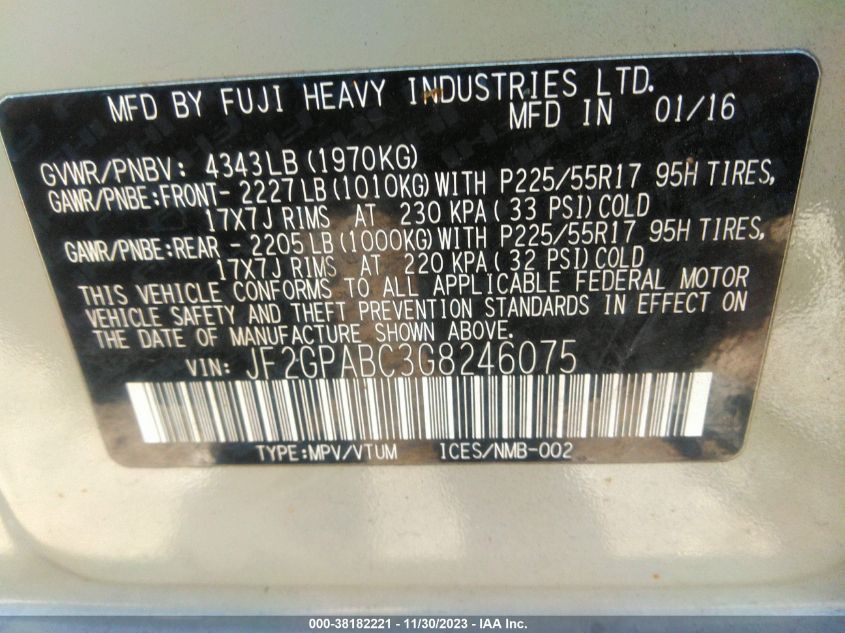 MFD BY FUJI HEAVY INDUSTRIES LTD.
MFD IN 01/16
GVWR/PNBV: 4343LB (1970KG)
GAWR/PNBE:FRONT- 2227LB (1010KG) WITH P225/55R17 95H TIRES,
17X7J RIMS AT 230 KPA ( 33 PSI) COLD
GAWR/PNBE:REAR - 2205LB (1000KG) WITH P225/55R17 95H TIRES,
17X7J RIMS AT 220 KPA ( 32 PSI) COLD
THIS VEHICLE CONFORMS TO ALL APPLICABLE FEDERAL MOTOR
VEHICLE SAFETY AND THEFT PREVENTION STANDARDS IN EFFECT ON
THE DATE OF MANUFACTURE SHOWN ABOVE.
VIN: JF2GPABC3G8246075
TYPE:MPV/VTUM ICES/NMB-002
000-38182221 - 11/30/2023 - IAA Inc.